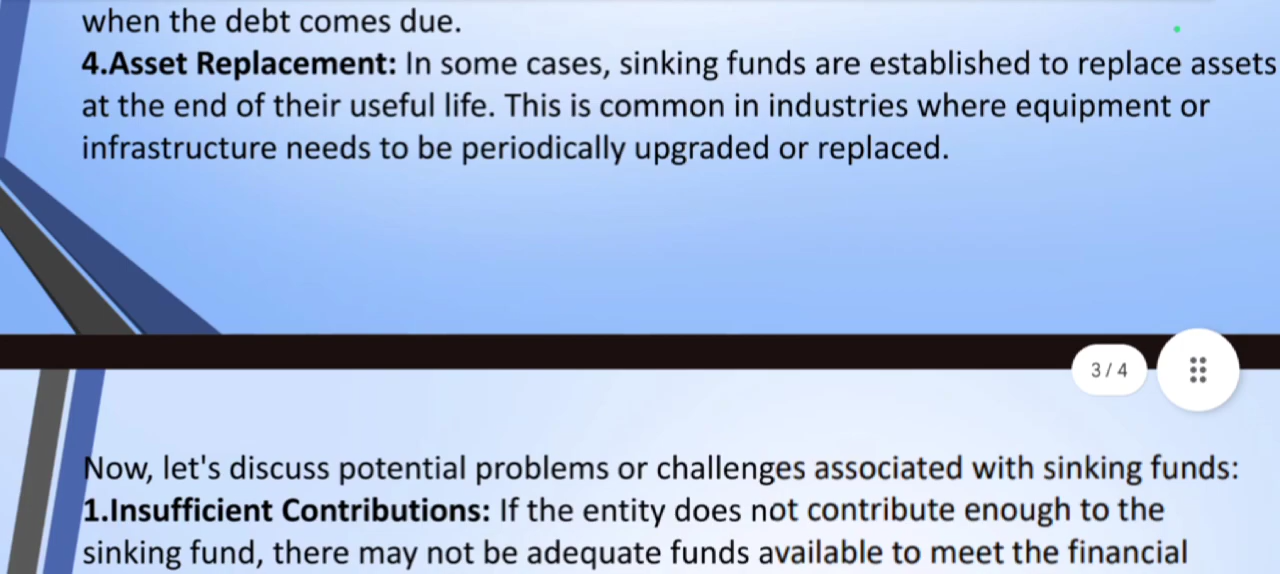 when the debt comes due.
4.Asset Replacement: In some cases, sinking funds are established to replace assets
at the end of their useful life. This is common in industries where equipment or
infrastructure needs to be periodically upgraded or replaced.
3 / 4
Now, let's discuss potential problems or challenges associated with sinking funds:
1.Insufficient Contributions: If the entity does not contribute enough to the
sinking fund, there may not be adequate funds available to meet the financial